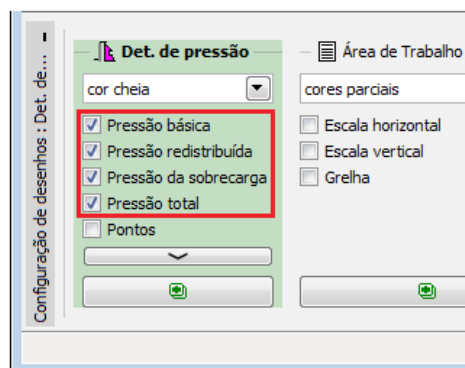 Configuração de desenhos : Det. de...
Det. de pressão
cor cheia
Pressão básica
Pressão redistribuída
Pressão da sobrecarga
Pressão total
Pontos
Área de Trabalho
cores parciais
Escala horizontal
Escala vertical
Grelha